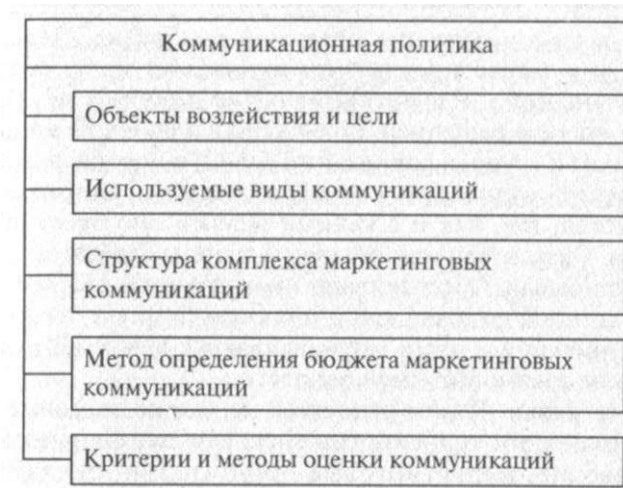 Коммуникационная политика
Объекты воздействия и цели
Используемые виды коммуникаций
Структура комплекса маркетинговых
коммуникаций
Метод определения бюджета маркетинговых
коммуникаций
Критерии и методы оценки коммуникаций